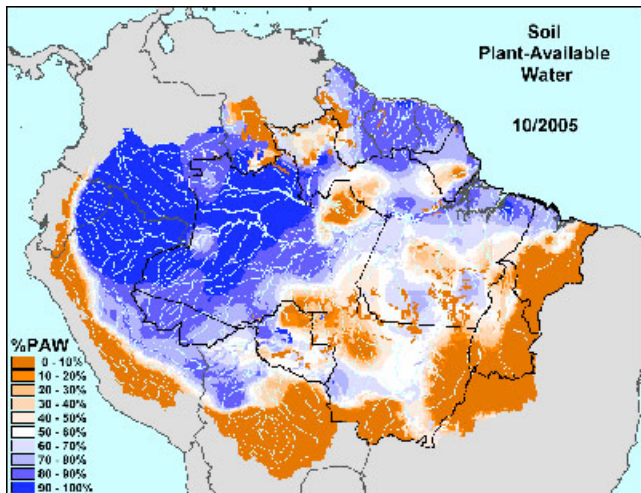 Soil
Plant-Available
Water
10/2005
%PAW
0 - 10%
10 - 20%
20 - 30%
30 - 40%
40 - 50%
50 - 60%
60 - 70%
70 - 80%
80 - 90%
90 - 100%